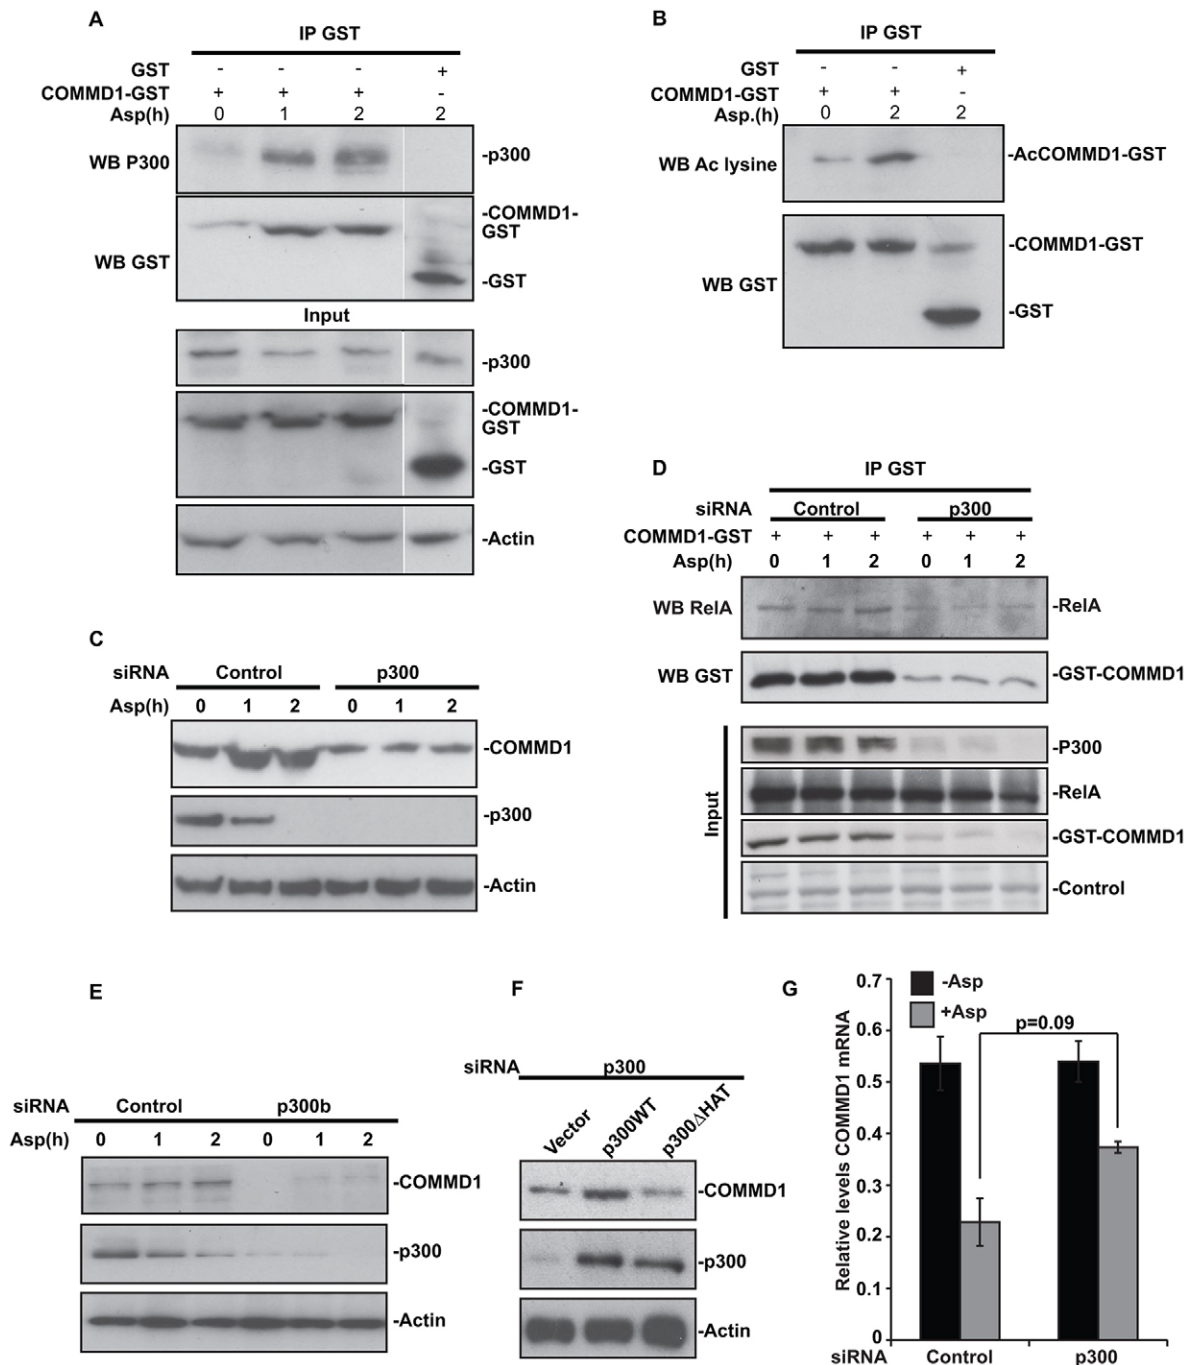 A
IP GST
GST - - - +
COMMD1-GST + + + -
Asp(h) 0 1 2 2
WB P300
-p300
-COMMD1-
GST
WB GST
-GST
Input
-p300
-COMMD1-
GST
-GST
-Actin
B
IP GST
GST - - +
COMMD1-GST + + -
Asp.(h) 0 2 2
WB Ac lysine
-AcCOMMD1-GST
-COMMD1-GST
WB GST
-GST
C
siRNA Control p300
Asp(h) 0 1 2 0 1 2
-COMMD1
-p300
-Actin
D
IP GST
siRNA Control p300
COMMD1-GST + + + + + +
Asp(h) 0 1 2 0 1 2
WB RelA -RelA
WB GST -GST-COMMD1
Input
-P300
-RelA
-GST-COMMD1
-Control
E
siRNA Control p300b
Asp(h) 0 1 2 0 1 2
-COMMD1
-p300
-Actin
F
siRNA p300
Vector p300WT p300ΔHAT
-COMMD1
-p300
-Actin
G
-Asp
+Asp
p=0.09
Relative levels COMMD1 mRNA
0.7
0.6
0.5
0.4
0.3
0.2
0.1
0
siRNA Control p300